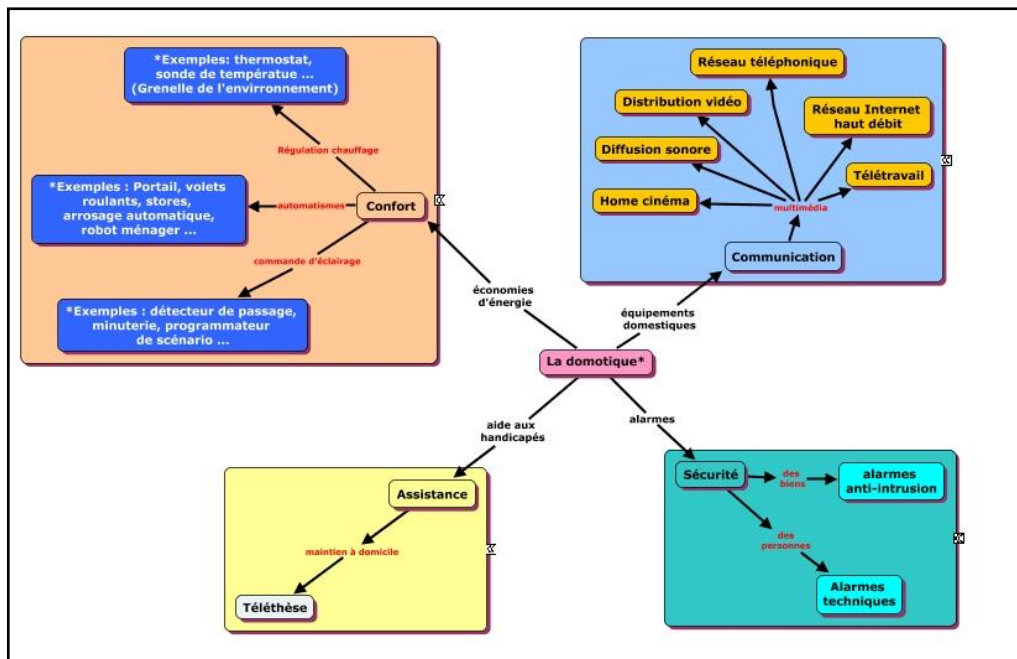 *Exemples: thermostat,
sonde de températue ...
(Grenelle de l'envirronnement)
Régulation chauffage
*Exemples : Portail, volets
roulants, stores,
arrosage automatique,
robot ménager ...
automatismes
Confort
commande d'éclairage
*Exemples : détecteur de passage,
minuterie, programmateur
de scénario ...
Réseau téléphonique
Distribution vidéo
Réseau Internet
haut débit
Diffusion sonore
Télétravail
Home cinéma
multimédia
Communication
économies
d'énergie
équipements
domestiques
La domotique*
aide aux
handicapés
alarmes
Assistance
maintien à domicile
Téléthèse
Sécurité
des
biens
alarmes
anti-intrusion
des
personnes
Alarmes
techniques